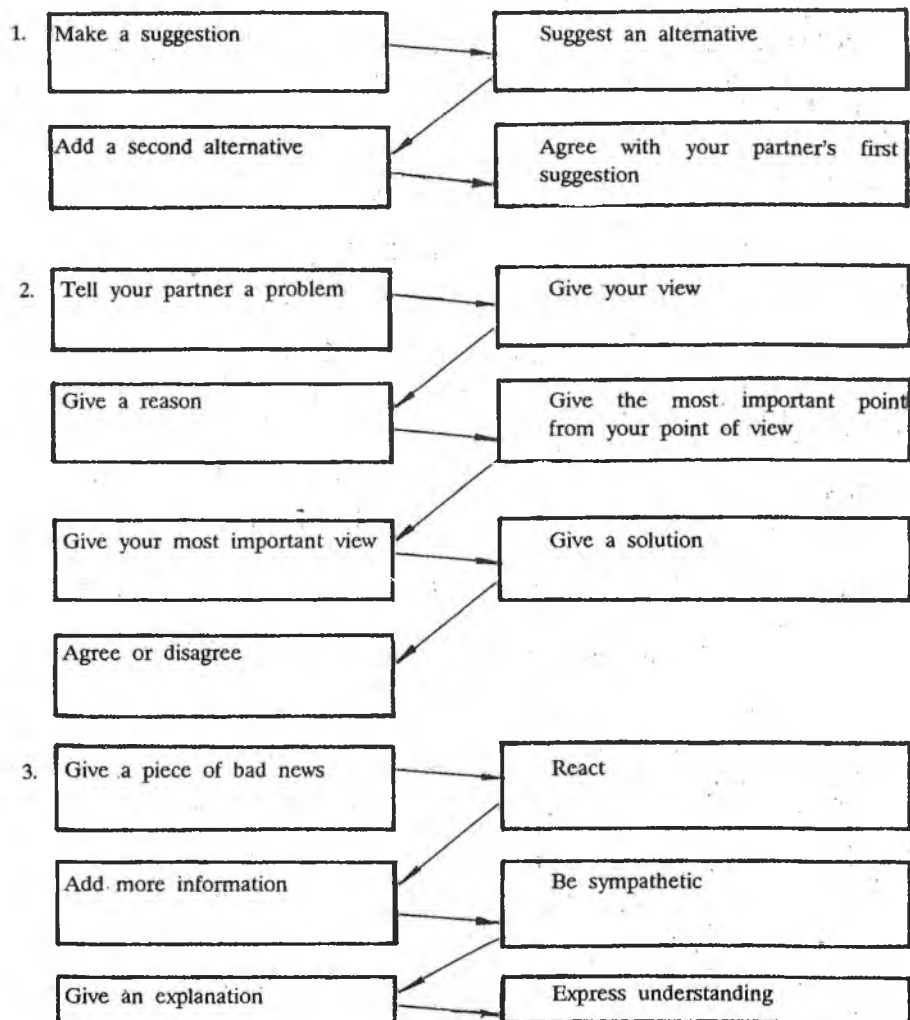 1. Make a suggestion
Suggest an alternative
Add a second alternative
Agree with your partner's first
suggestion
2. Tell your partner a problem
Give your view
Give a reason
Give the most important point
from your point of view
Give your most important view
Give a solution
Agree or disagree
3. Give a piece of bad news
React
Add more information
Be sympathetic
Give an explanation
Express understanding